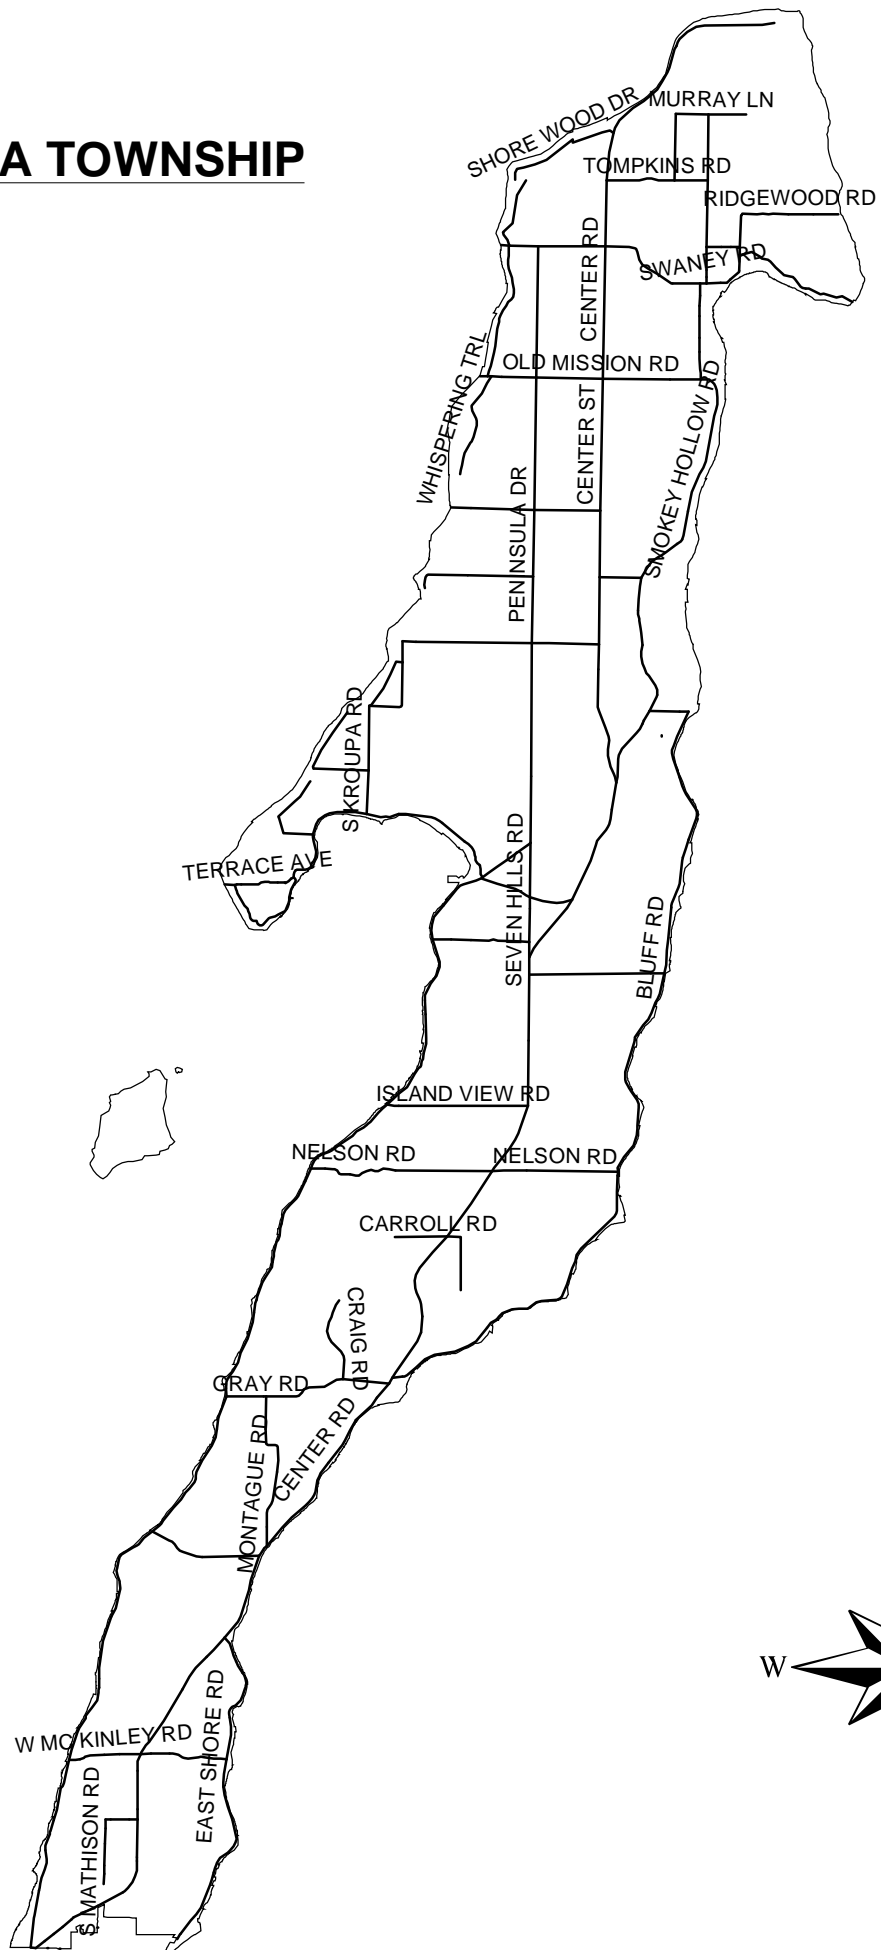 A TOWNSHIP
SHORE WOOD DR
MURRAY LN
TOMPKINS RD
RIDGEWOOD RD
CENTER RD
SWANEY RD
WHISPERING TRL
OLD MISSION RD
CENTER ST
SMOKEY HOLLOW RD
PENINSULA DR
S KROUPA RD
TERRACE AVE
SEVEN HILLS RD
BLUFF RD
ISLAND VIEW RD
NELSON RD
NELSON RD
CARROLL RD
CRAIG RD
GRAY RD
CENTER RD
MONTAGUE RD
W
EAST SHORE RD
W MC KINLEY RD
S MATHISON RD